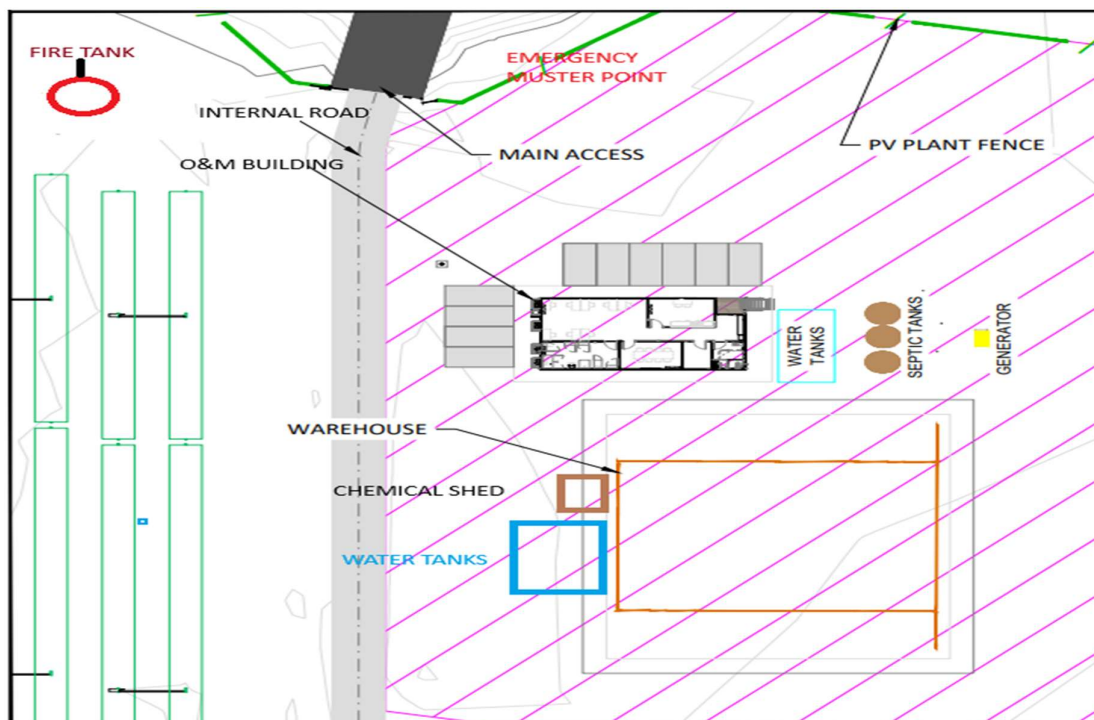 FIRE TANK
EMERGENCY
MUSTER POINT
INTERNAL ROAD
O&M BUILDING
MAIN ACCESS
PV PLANT FENCE
WATER
TANKS
SEPTIC TANKS
GENERATOR
WAREHOUSE
CHEMICAL SHED
WATER TANKS